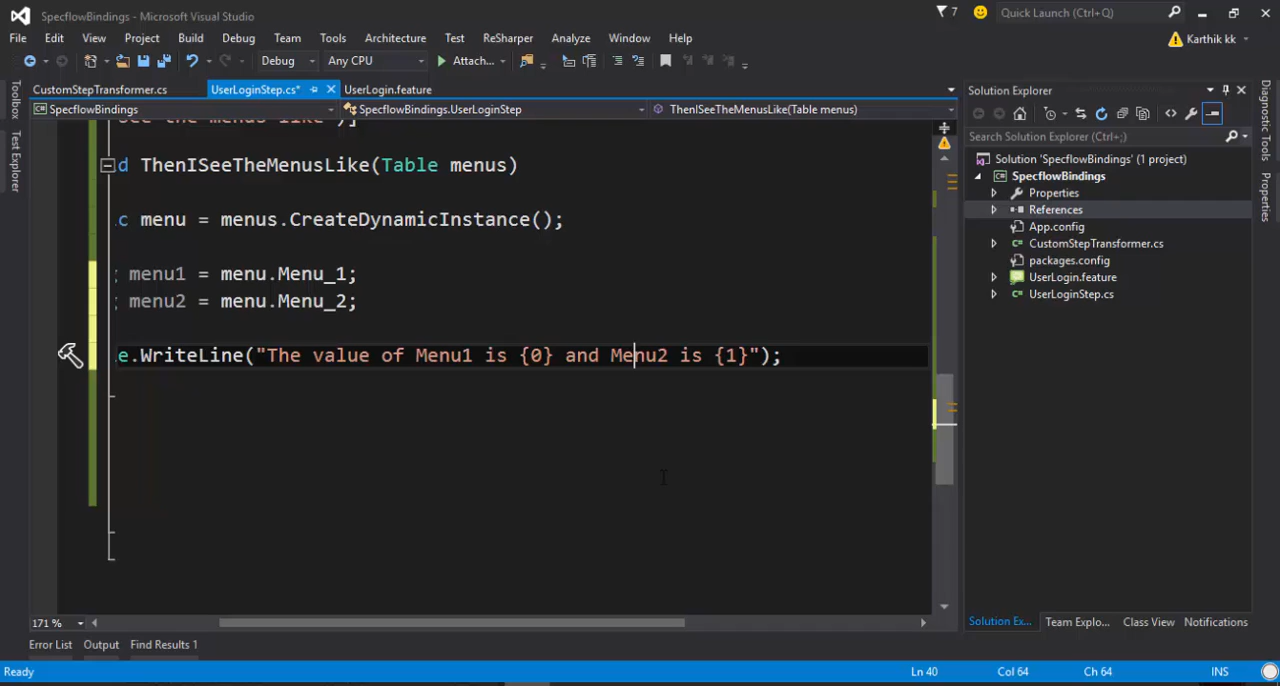 SpecflowBindings - Microsoft Visual Studio
7
Quick Launch (Ctrl+Q)
File Edit View Project Build Debug Team Tools Architecture Test ReSharper Analyze Window Help
Karthik kk
Debug Any CPU Attach...
CustomStepTransformer.cs UserLoginStep.cs* UserLogin.feature
SpecflowBindings SpecflowBindings.UserLoginStep ThenISeeTheMenusLike(Table menus)
Toolbox
Test Explorer
see the menus like")]
d ThenISeeTheMenusLike(Table menus)
c menu = menus.CreateDynamicInstance();
; menu1 = menu.Menu_1;
; menu2 = menu.Menu_2;
e.WriteLine("The value of Menu1 is {0} and Menu2 is {1}");
171 %
Solution Explorer
Search Solution Explorer (Ctrl+;)
Solution 'SpecflowBindings' (1 project)
SpecflowBindings
Properties
References
App.config
CustomStepTransformer.cs
packages.config
UserLogin.feature
UserLoginStep.cs
Solution Ex... Team Explo... Class View Notifications
Diagnostic Tools
Properties
Error List Output Find Results 1
Ready Ln 40 Col 64 Ch 64 INS